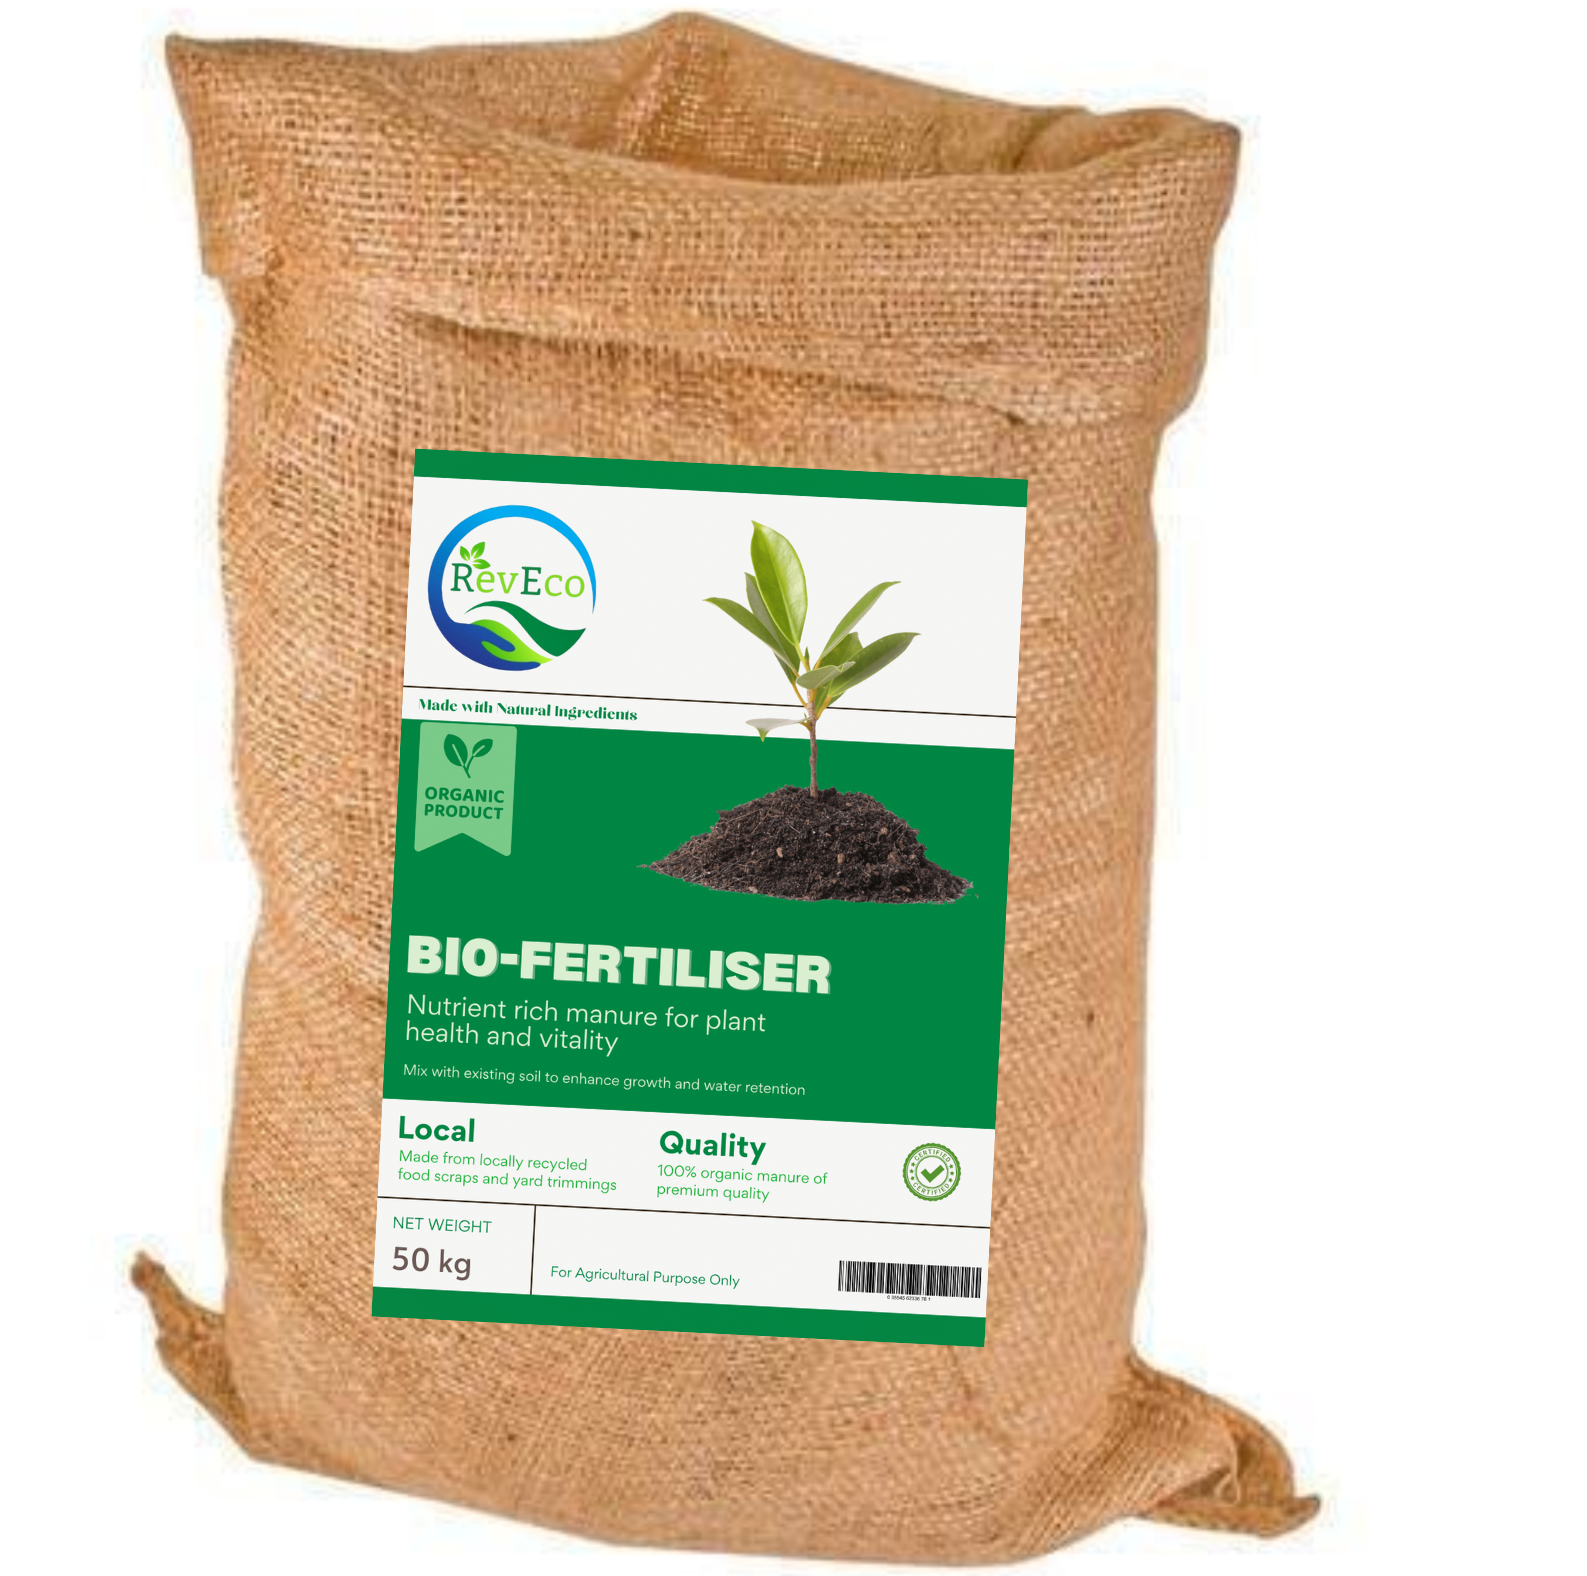 RevEco
Made with Natural Ingredients
ORGANIC
PRODUCT
BIO-FERTILISER
Nutrient rich manure for plant
health and vitality
Mix with existing soil to enhance growth and water retention
Local
Made from locally recycled
food scraps and yard trimmings
Quality
100% organic manure of
premium quality
CERTIFIED
CERTIFIED
NET WEIGHT
50 kg
For Agricultural Purpose Only